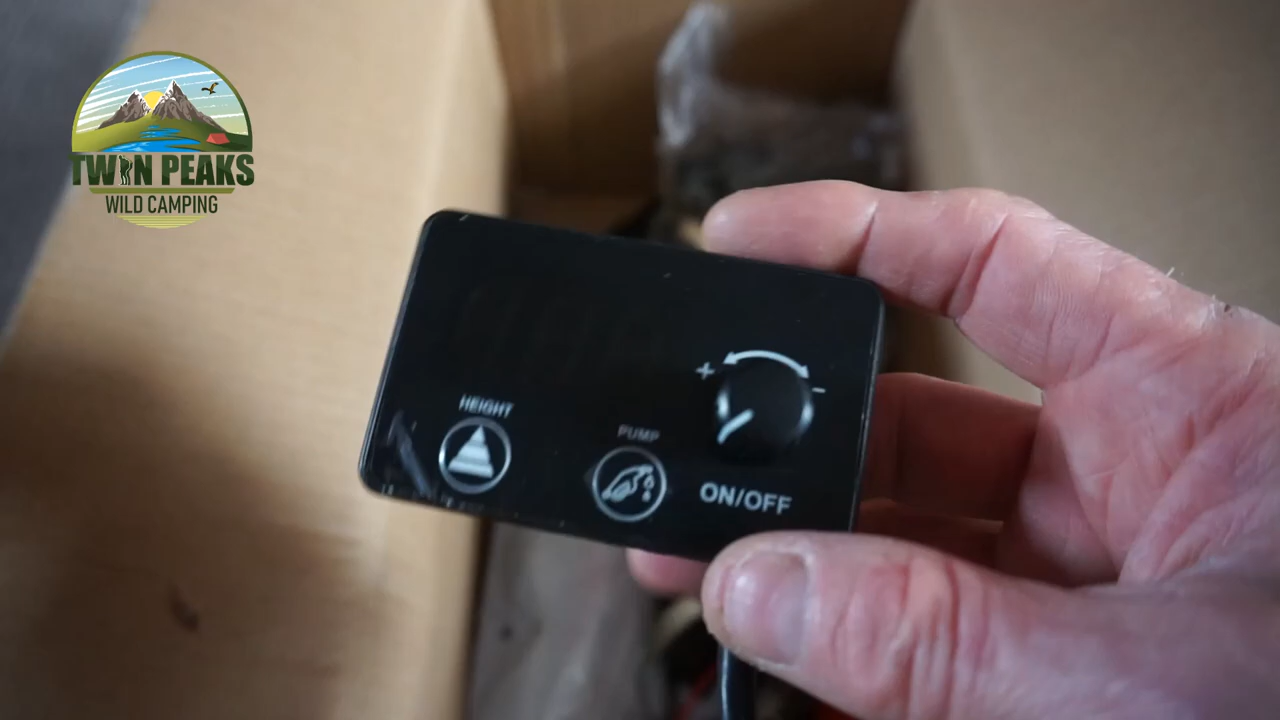 TWIN PEAKS
WILD CAMPING
+
-
HEIGHT
PUMP
ON/OFF